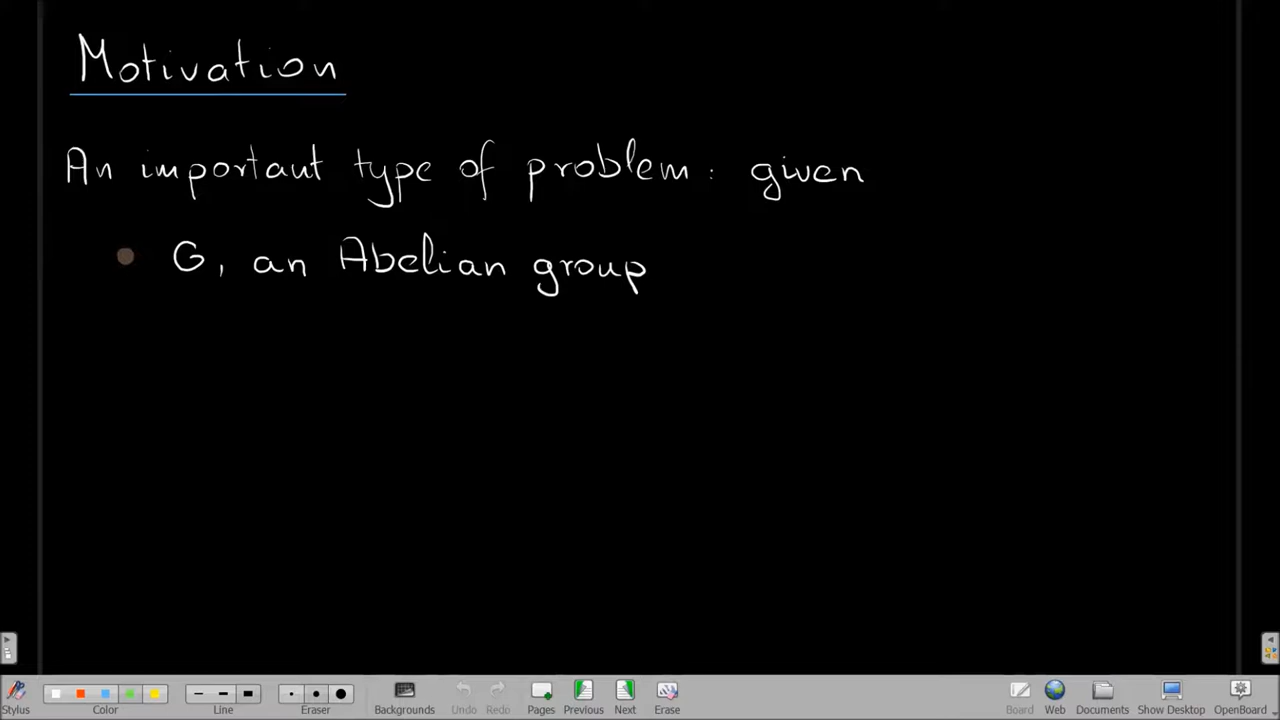 Motivation
An important type of problem: given
• G, an Abelian group
Stylus
Color
Line
Eraser
Backgrounds
Undo
Redo
Pages
Previous
Next
Erase
Board
Web
Documents
Show Desktop
OpenBoard